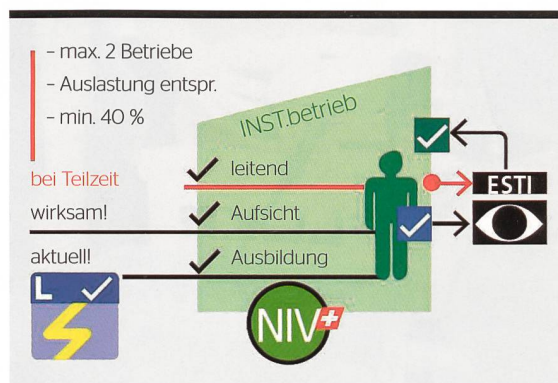 – max. 2 Betriebe
– Auslastung entspr.
– min. 40 %
INST.betrieb
bei Teilzeit
leitend
ESTI
wirksam!
Aufsicht
aktuell!
Ausbildung
L
NIV+